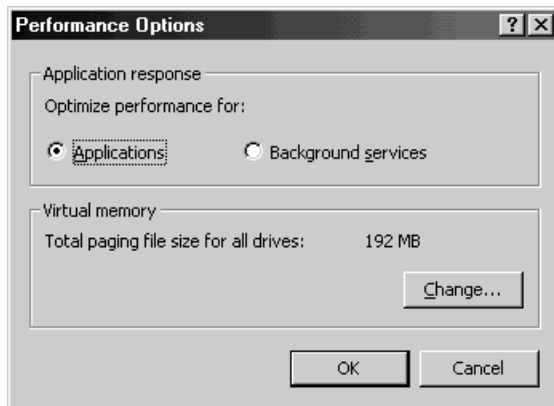 Performance Options
Application response
Optimize performance for:
Applications Background services
Virtual memory
Total paging file size for all drives: 192 MB
Change...
OK Cancel